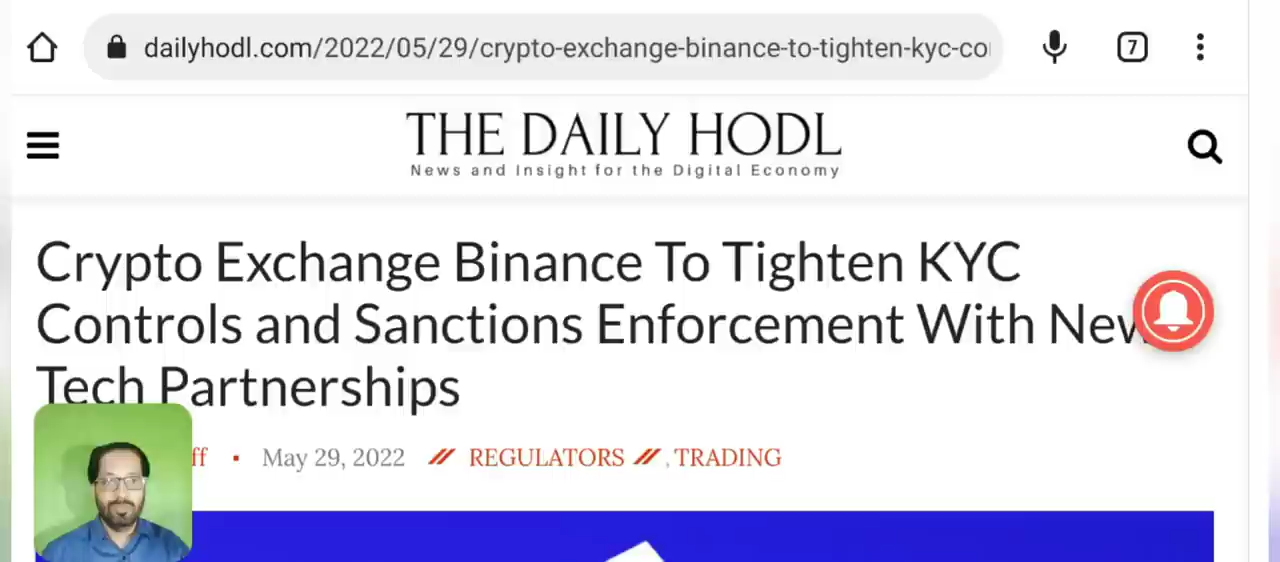 dailyhodl.com/2022/05/29/crypto-exchange-binance-to-tighten-kyc-co
7
THE DAILY HODL
News and Insight for the Digital Economy
Crypto Exchange Binance To Tighten KYC
Controls and Sanctions Enforcement With New
Tech Partnerships
ff ▪ May 29, 2022 // REGULATORS //, TRADING